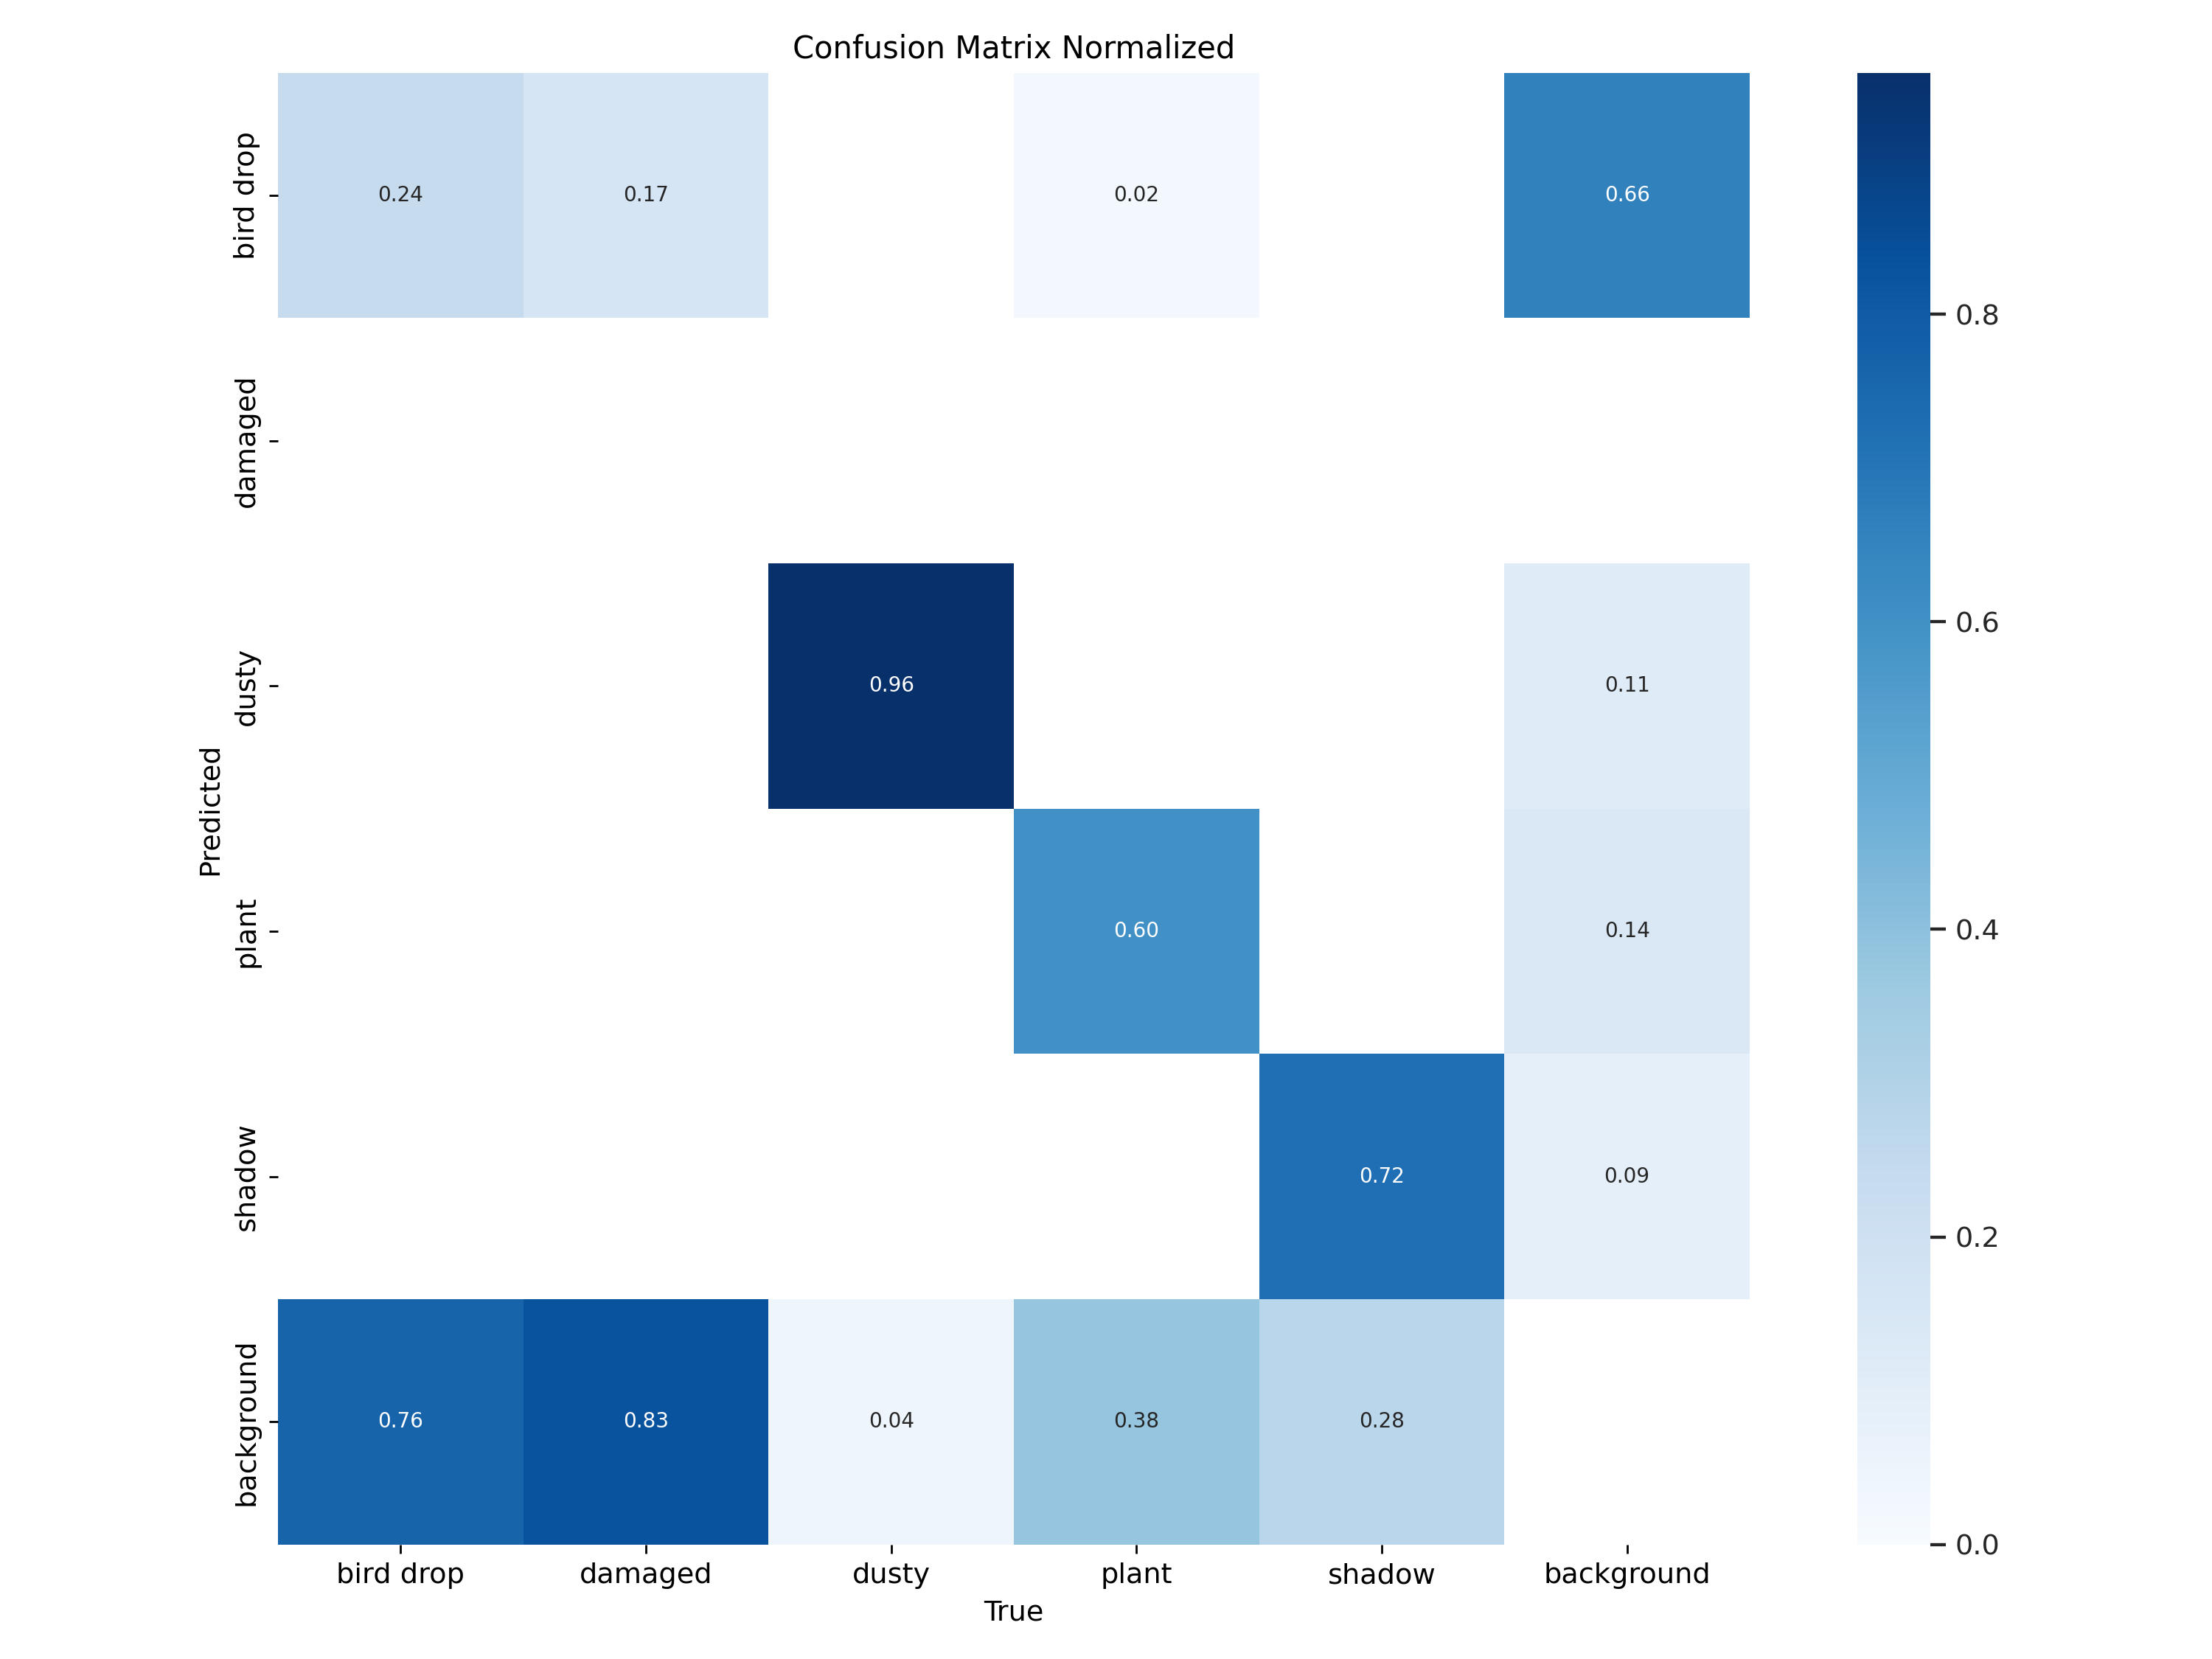 Confusion Matrix Normalized
bird drop
0.24 0.17 0.02 0.66
damaged
dusty
0.96 0.11
Predicted
plant
0.60 0.14
shadow
0.72 0.09
background
0.76 0.83 0.04 0.38 0.28
bird drop damaged dusty plant shadow background
True
0.8
0.6
0.4
0.2
0.0